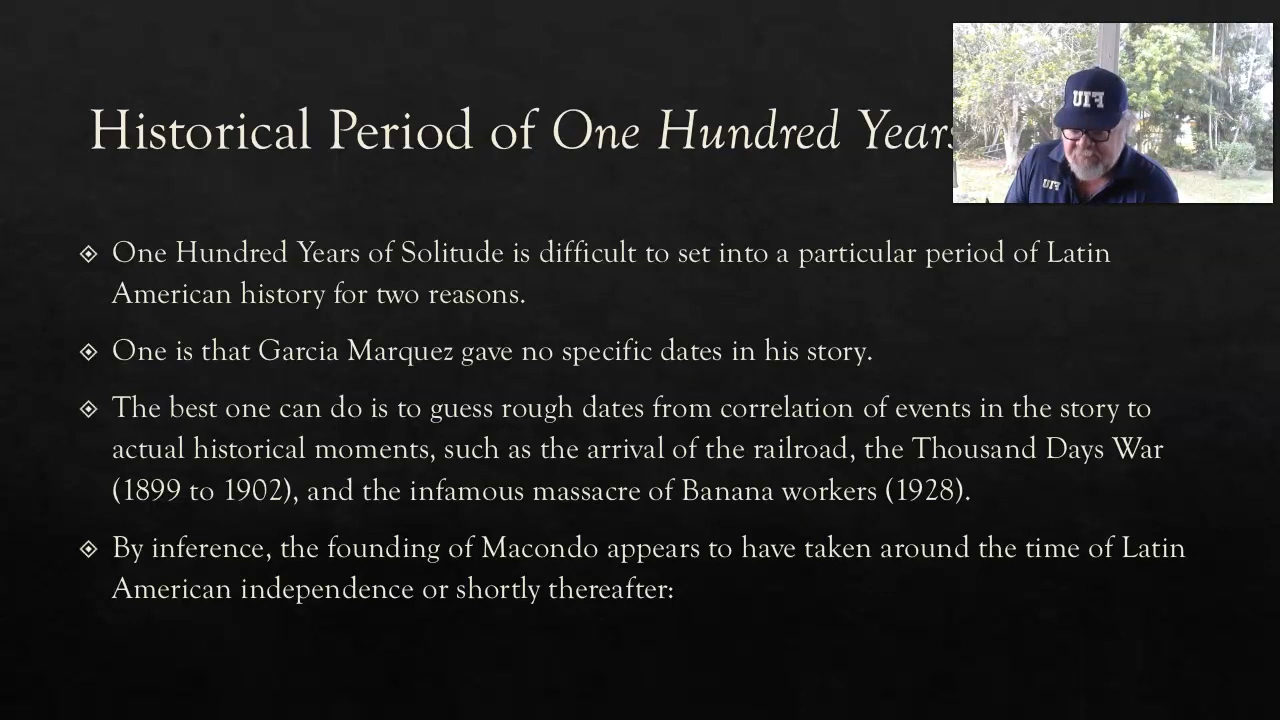 Historical Period of One Hundred Years
FIU
FIU
One Hundred Years of Solitude is difficult to set into a particular period of Latin
American history for two reasons.
One is that Garcia Marquez gave no specific dates in his story.
The best one can do is to guess rough dates from correlation of events in the story to
actual historical moments, such as the arrival of the railroad, the Thousand Days War
(1899 to 1902), and the infamous massacre of Banana workers (1928).
By inference, the founding of Macondo appears to have taken around the time of Latin
American independence or shortly thereafter: